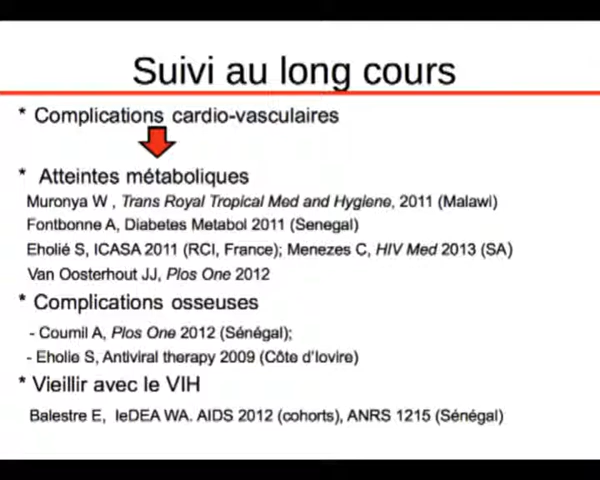 Suivi au long cours
* Complications cardio-vasculaires
* Atteintes métaboliques
Muronya W , Trans Royal Tropical Med and Hygiene, 2011 (Malawi)
Fontbonne A, Diabetes Metabol 2011 (Senegal)
Eholié S, ICASA 2011 (RCI, France); Menezes C, HIV Med 2013 (SA)
Van Oosterhout JJ, Plos One 2012
* Complications osseuses
- Coumil A, Plos One 2012 (Sénégal);
- Eholie S, Antiviral therapy 2009 (Côte d'Ivoire)
* Vieillir avec le VIH
Balestre E, IeDEA WA. AIDS 2012 (cohorts), ANRS 1215 (Sénégal)